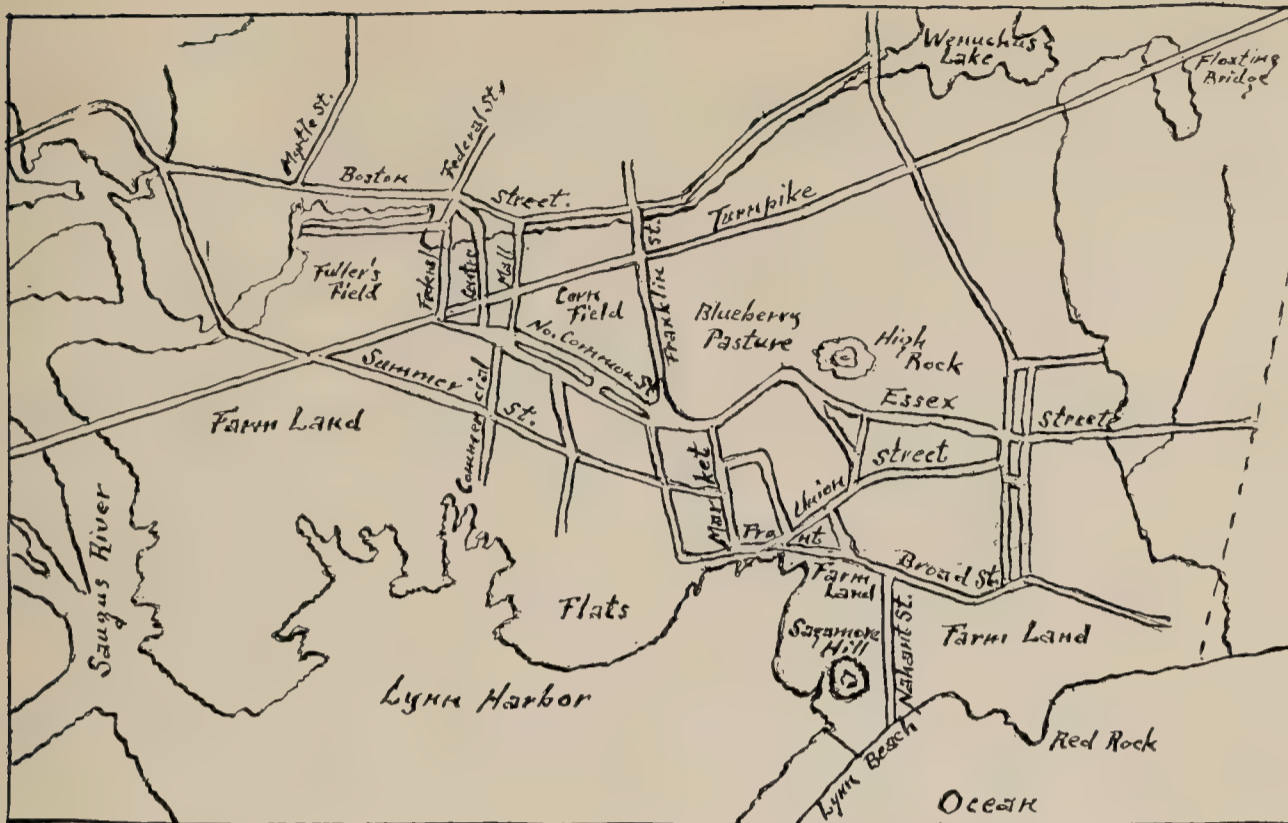 Wenuchus
Lake
Floating
Bridge
Myrtle St.
Federal St.
Boston
Street.
Turnpike
Fuller's
Field
Federal
Centre
Mall
Corn
Field
Franklin St.
Blueberry
Pasture
High
Rock
No. Common St.
Summer
St.
Commercial
Essex
Street
Farm Land
Market
Union
Street
Front
Broad St.
Saugus River
Flats
Farm
Land
Sagamore
Hill
Nahant St.
Farm Land
Lynn Harbor
Lynn Beach
Red Rock
Ocean